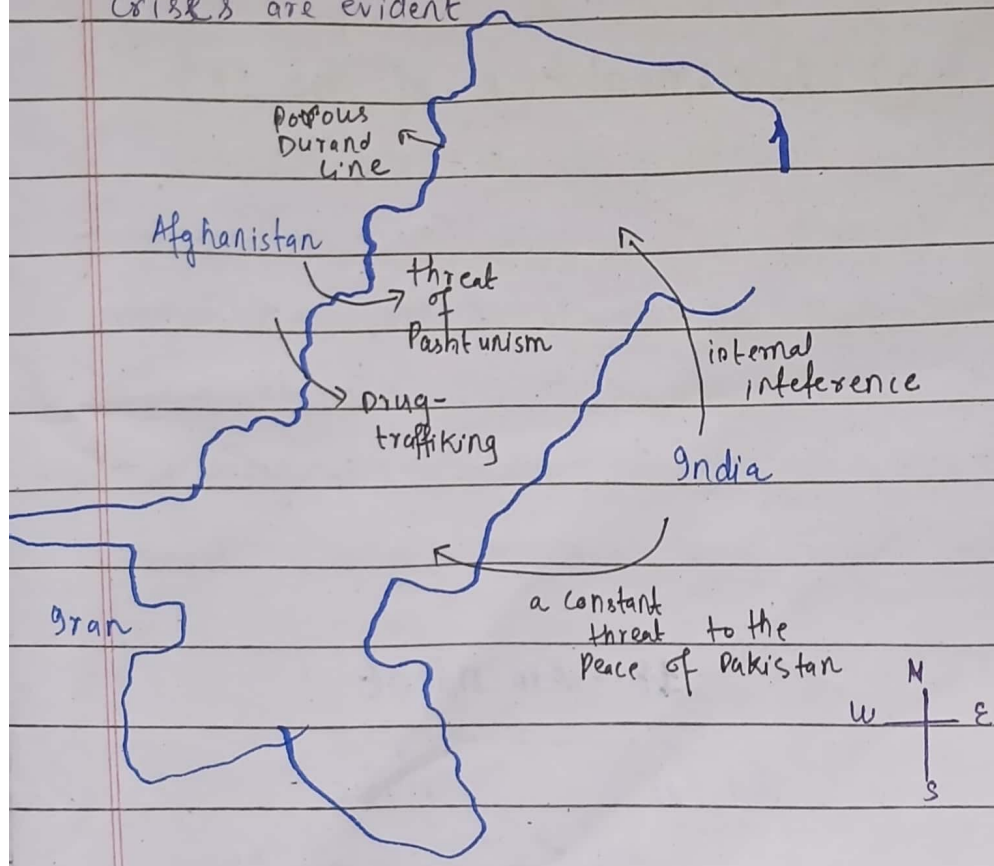 crises are evident
Porous
Durand
Line
Afghanistan
threat
of
Pashtunism
Drug-
traffiking
internal
inteference
India
a constant
threat to the
peace of Pakistan
Iran
N
W E
S